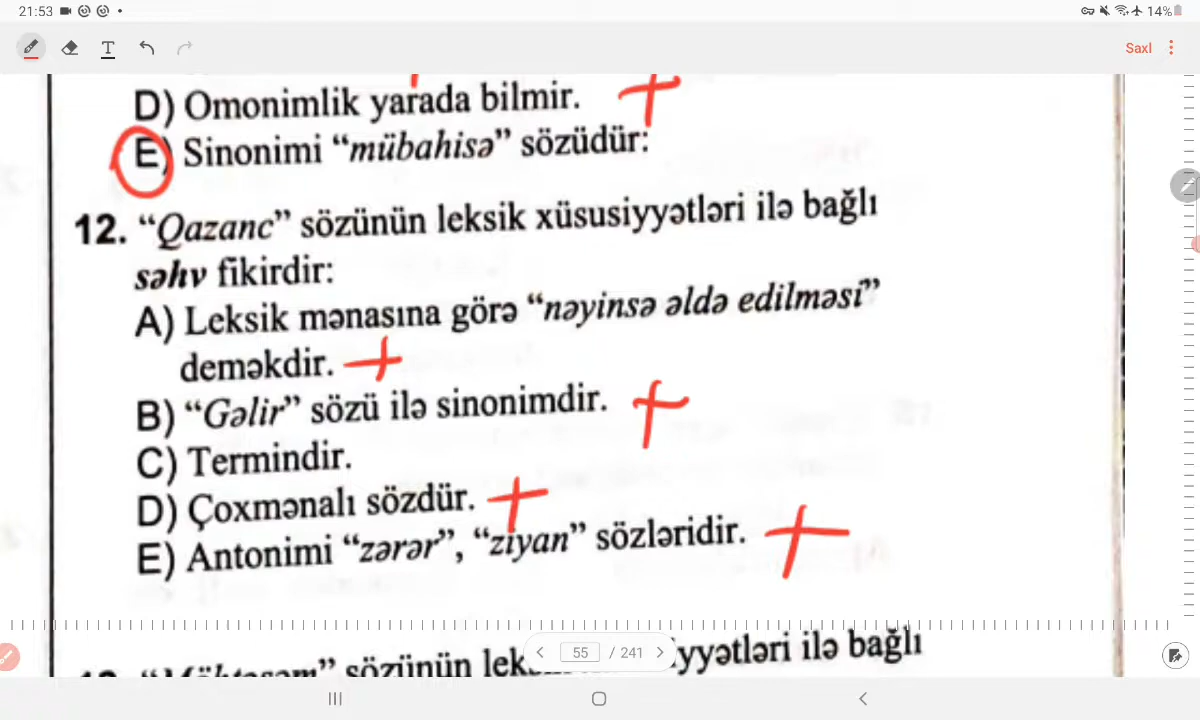 21:53
14%
T
Saxl
D) Omonimlik yarada bilmir.
E) Sinonimi “mübahisə” sözüdür:
12. “Qazanc” sözünün leksik xüsusiyyətləri ilə bağlı
səhv fikirdir:
A) Leksik mənasına görə “nəyinsə əldə edilməsi”
deməkdir.
B) “Gəlir” sözü ilə sinonimdir.
C) Termindir.
D) Çoxmənalı sözdür.
E) Antonimi “zərər”, “ziyan” sözləridir.
sözünün ilə bağlı
55 / 241